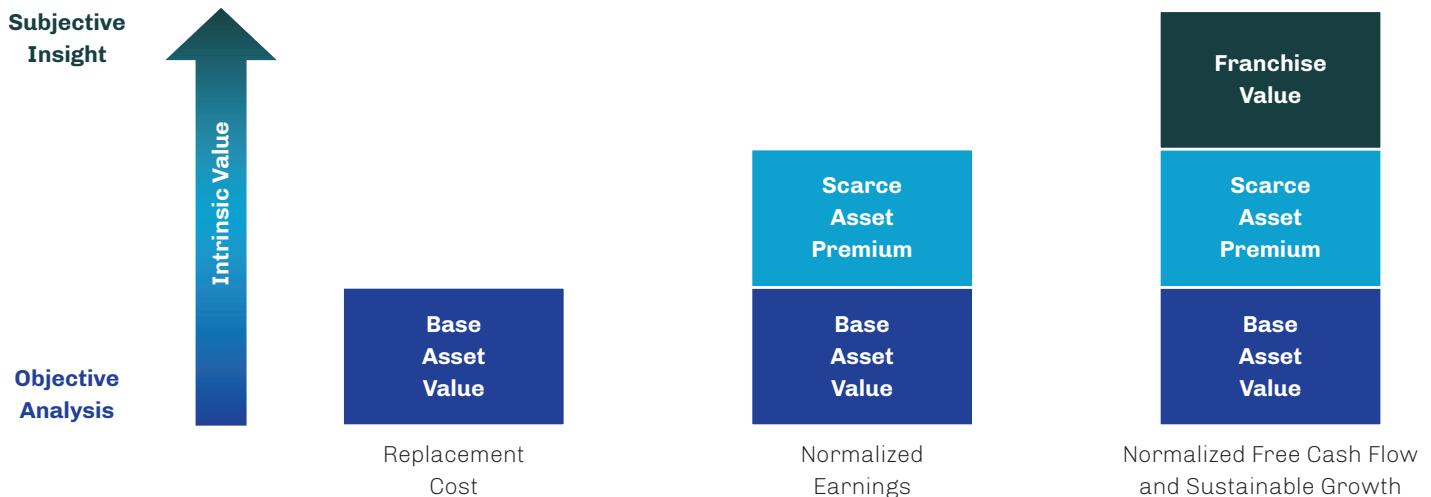 Subjective
Insight
Intrinsic Value
Objective
Analysis
Base
Asset
Value
Replacement
Cost
Scarce
Asset
Premium
Base
Asset
Value
Normalized
Earnings
Franchise
Value
Scarce
Asset
Premium
Base
Asset
Value
Normalized Free Cash Flow
and Sustainable Growth